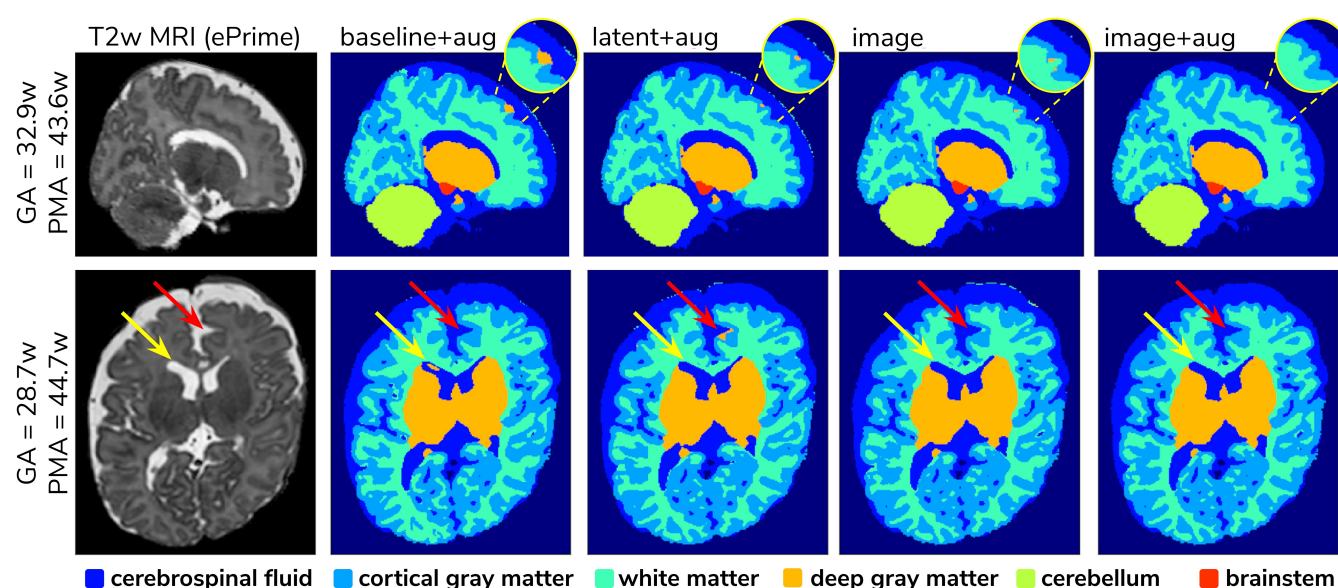 T2w MRI (ePrime) baseline+aug latent+aug image image+aug
GA = 32.9w
PMA = 43.6w
GA = 28.7w
PMA = 44.7w
cerebrospinal fluid cortical gray matter white matter deep gray matter cerebellum brainstem